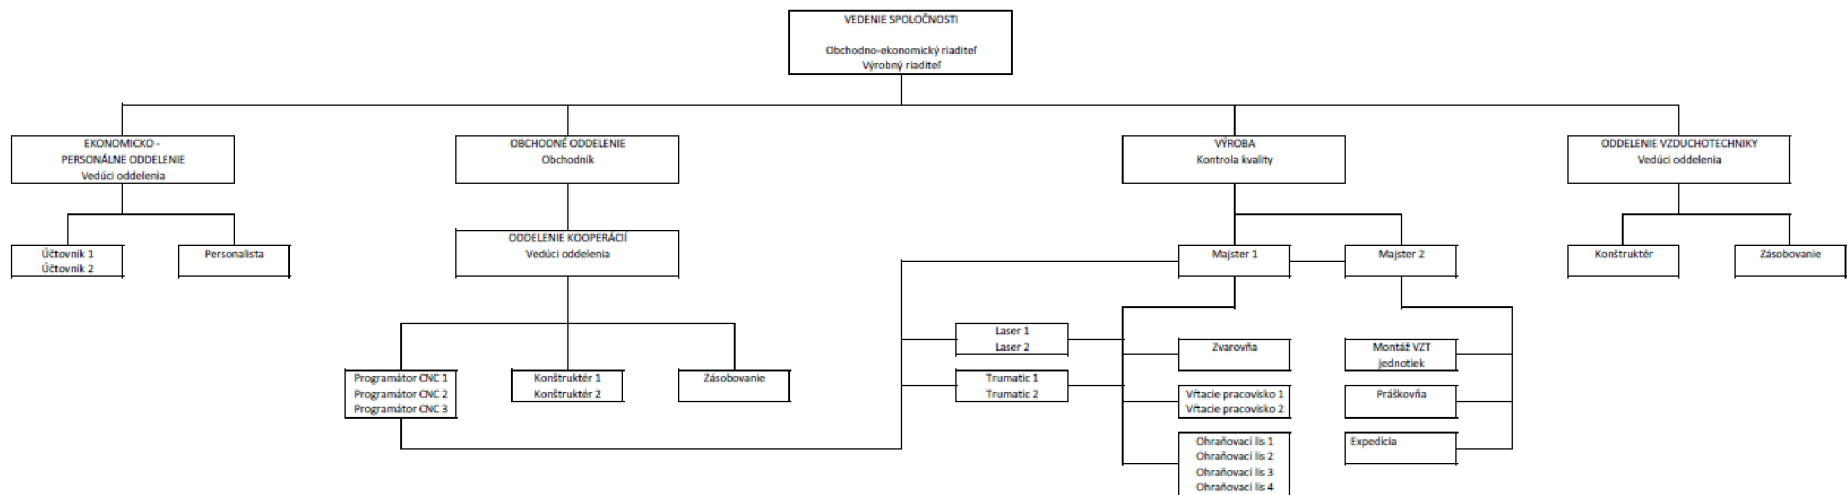 VEDENIE SPOLOČNOSTI
Obchodno-ekonomický riaditeľ
Výrobný riaditeľ
EKONOMICKO -
PERSONÁLNE ODDELENIE
Vedúci oddelenia
OBCHODNÉ ODDELENIE
Obchodník
VÝROBA
Kontrola kvality
ODDELENIE VZDUCHOTECHNIKY
Vedúci oddelenia
Účtovník 1
Účtovník 2
Personalista
ODDELENIE KOOPERÁCIÍ
Vedúci oddelenia
Majster 1
Majster 2
Konštruktér
Zásobovanie
Laser 1
Laser 2
Zvarovňa
Montáž VZT
jednotiek
Programátor CNC 1
Programátor CNC 2
Programátor CNC 3
Konštruktér 1
Konštruktér 2
Zásobovanie
Trumatic 1
Trumatic 2
Vŕtacie pracovisko 1
Vŕtacie pracovisko 2
Práškovňa
Ohraňovací lis 1
Ohraňovací lis 2
Ohraňovací lis 3
Ohraňovací lis 4
Expedícia